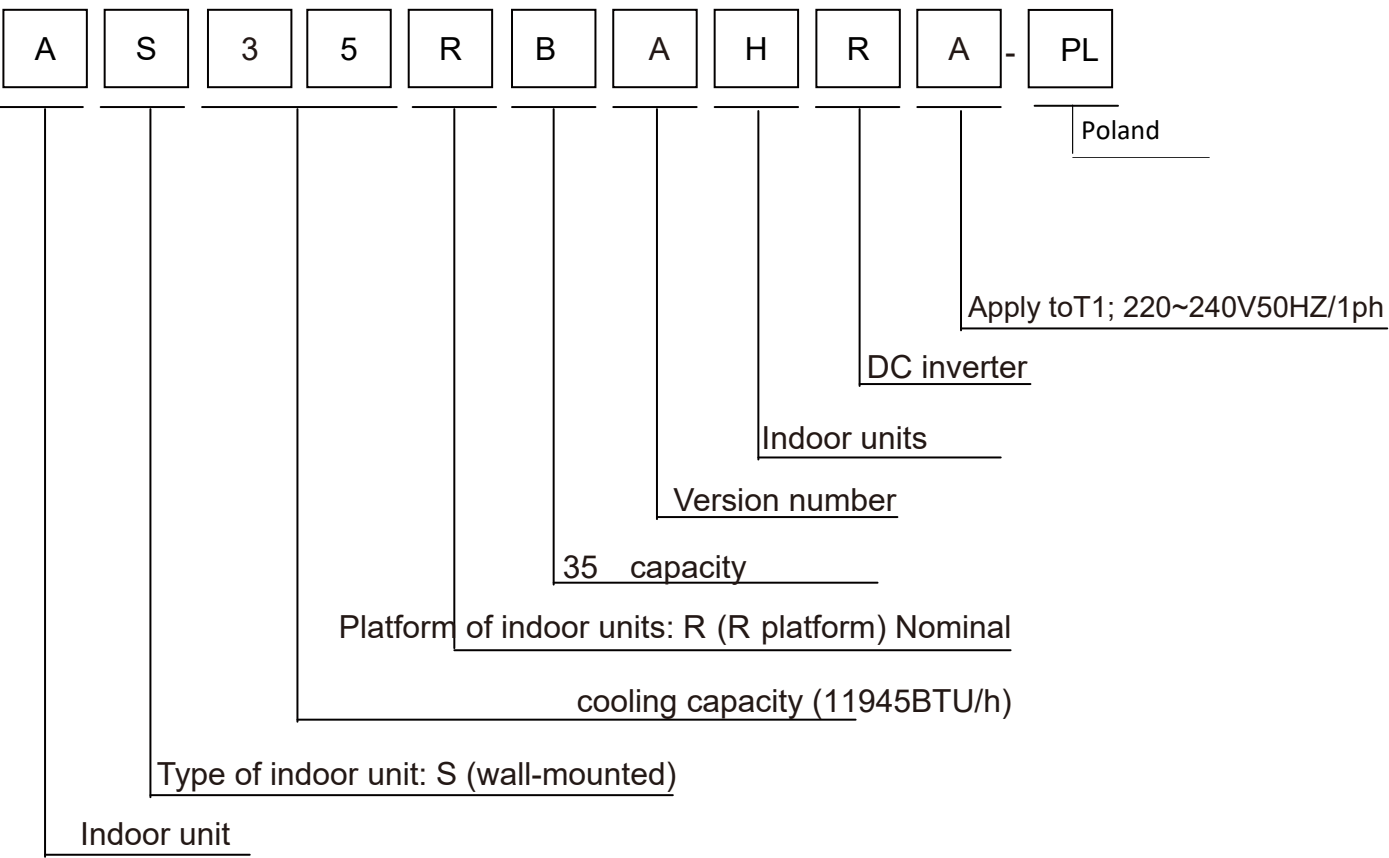 A S 3 5 R B A H R A - PL
Poland
Apply toT1; 220~240V50HZ/1ph
DC inverter
Indoor units
Version number
35 capacity
Platform of indoor units: R (R platform) Nominal
cooling capacity (11945BTU/h)
Type of indoor unit: S (wall-mounted)
Indoor unit